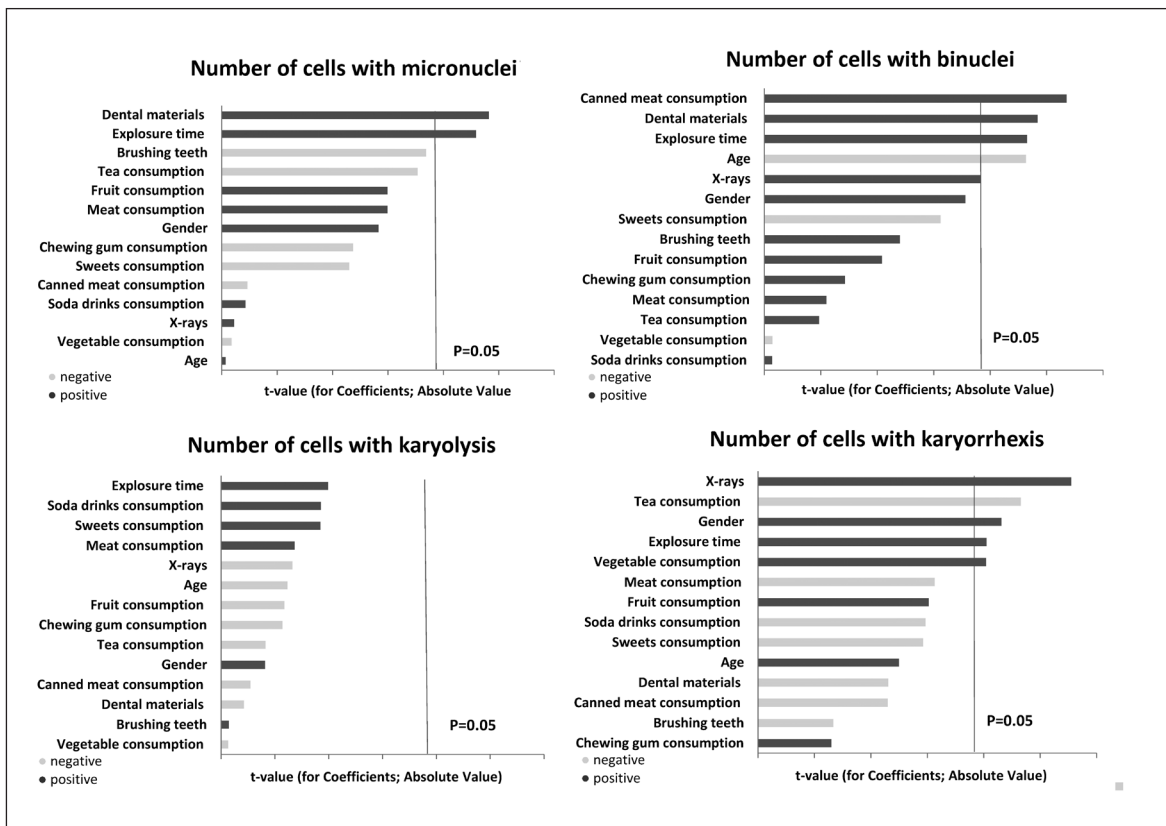 Number of cells with micronuclei
Dental materials
Explosure time
Brushing teeth
Tea consumption
Fruit consumption
Meat consumption
Gender
Chewing gum consumption
Sweets consumption
Canned meat consumption
Soda drinks consumption
X-rays
Vegetable consumption
Age
P=0.05
negative
positive
t-value (for Coefficients; Absolute Value
Number of cells with binuclei
Canned meat consumption
Dental materials
Explosure time
Age
X-rays
Gender
Sweets consumption
Brushing teeth
Fruit consumption
Chewing gum consumption
Meat consumption
Tea consumption
Vegetable consumption
Soda drinks consumption
P=0.05
negative
positive
t-value (for Coefficients; Absolute Value)
Number of cells with karyolysis
Explosure time
Soda drinks consumption
Sweets consumption
Meat consumption
X-rays
Age
Fruit consumption
Chewing gum consumption
Tea consumption
Gender
Canned meat consumption
Dental materials
Brushing teeth
Vegetable consumption
P=0.05
negative
positive
t-value (for Coefficients; Absolute Value)
Number of cells with karyorrhexis
X-rays
Tea consumption
Gender
Explosure time
Vegetable consumption
Meat consumption
Fruit consumption
Soda drinks consumption
Sweets consumption
Age
Dental materials
Canned meat consumption
Brushing teeth
Chewing gum consumption
P=0.05
negative
positive
t-value (for Coefficients; Absolute Value)